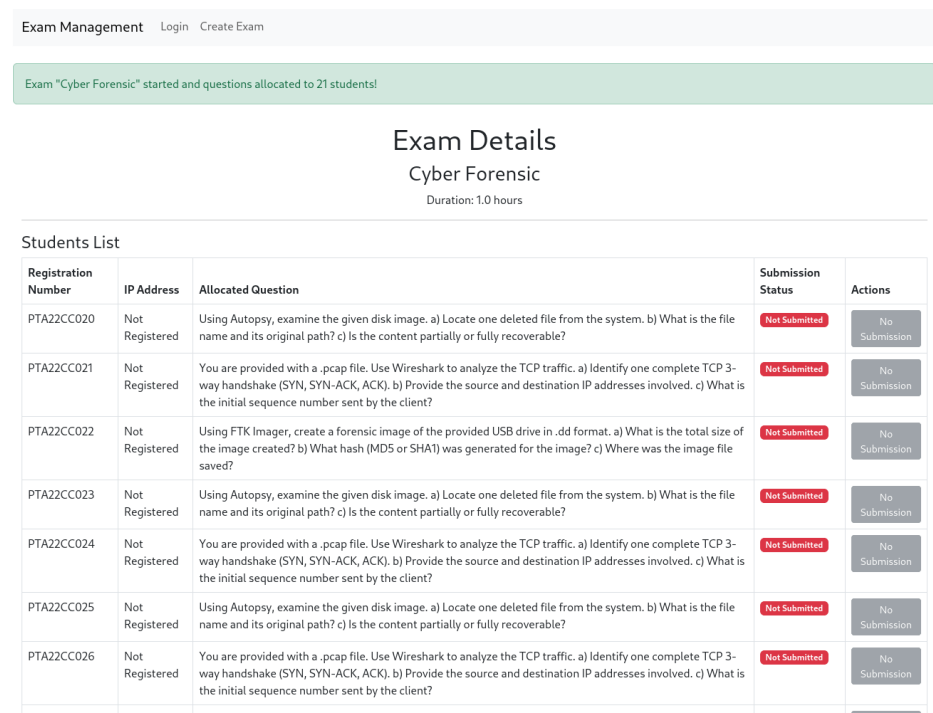 Exam Management Login Create Exam
Exam "Cyber Forensic" started and questions allocated to 21 students!
Exam Details
Cyber Forensic
Duration: 1.0 hours
Students List
Registration Number IP Address Allocated Question Submission Status Actions
PTA22CC020 Not Registered Using Autopsy, examine the given disk image. a) Locate one deleted file from the system. b) What is the file
name and its original path? c) Is the content partially or fully recoverable? Not Submitted No Submission
PTA22CC021 Not Registered You are provided with a .pcap file. Use Wireshark to analyze the TCP traffic. a) Identify one complete TCP 3-
way handshake (SYN, SYN-ACK, ACK). b) Provide the source and destination IP addresses involved. c) What is
the initial sequence number sent by the client? Not Submitted No Submission
PTA22CC022 Not Registered Using FTK Imager, create a forensic image of the provided USB drive in .dd format. a) What is the total size of
the image created? b) What hash (MD5 or SHA1) was generated for the image? c) Where was the image file
saved? Not Submitted No Submission
PTA22CC023 Not Registered Using Autopsy, examine the given disk image. a) Locate one deleted file from the system. b) What is the file
name and its original path? c) Is the content partially or fully recoverable? Not Submitted No Submission
PTA22CC024 Not Registered You are provided with a .pcap file. Use Wireshark to analyze the TCP traffic. a) Identify one complete TCP 3-
way handshake (SYN, SYN-ACK, ACK). b) Provide the source and destination IP addresses involved. c) What is
the initial sequence number sent by the client? Not Submitted No Submission
PTA22CC025 Not Registered Using Autopsy, examine the given disk image. a) Locate one deleted file from the system. b) What is the file
name and its original path? c) Is the content partially or fully recoverable? Not Submitted No Submission
PTA22CC026 Not Registered You are provided with a .pcap file. Use Wireshark to analyze the TCP traffic. a) Identify one complete TCP 3-
way handshake (SYN, SYN-ACK, ACK). b) Provide the source and destination IP addresses involved. c) What is
the initial sequence number sent by the client? Not Submitted No Submission